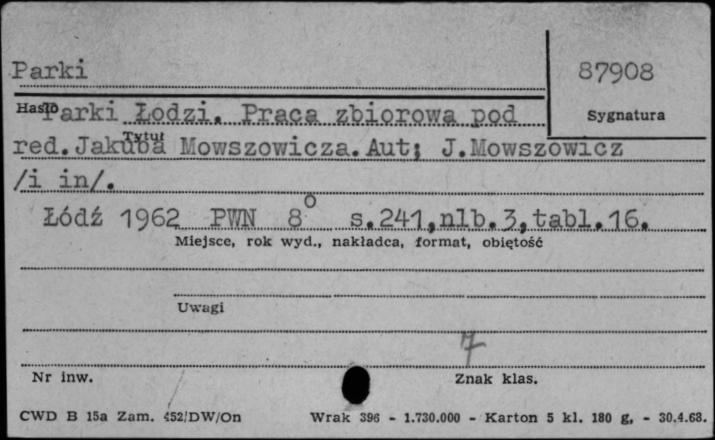 Parki
87908
Hasło
Sygnatura
Parki Łodzi. Praca zbiorowa pod
Tytuł
red. Jakuba Mowszowicza. Aut; J.Mowszowicz
/i in/.
Łódź 1962 PWN 8° s.241,nlb.3,tabl.16.
Miejsce, rok wyd., nakładca, format, objętość
Uwagi
7
Nr inw.
Znak klas.
CWD B 15a Zam. 452/DW/On Wrak 396 - 1.730.000 - Karton 5 kl. 180 g, - 30.4.68.